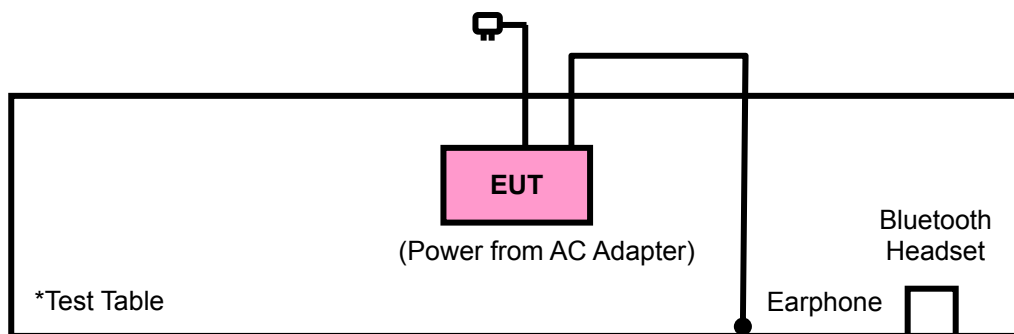 EUT
(Power from AC Adapter)
Bluetooth
Headset
*Test Table
Earphone